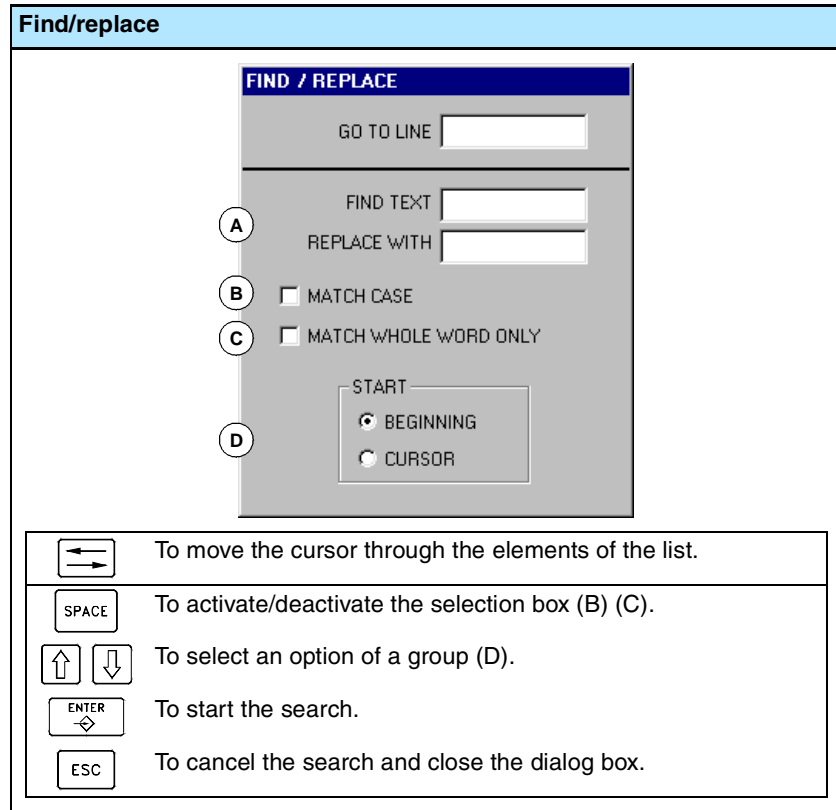 Find/replace
FIND / REPLACE
GO TO LINE
FIND TEXT
A
REPLACE WITH
B MATCH CASE
C MATCH WHOLE WORD ONLY
START
BEGINNING
D
CURSOR
To move the cursor through the elements of the list.
SPACE To activate/deactivate the selection box (B) (C).
To select an option of a group (D).
ENTER To start the search.
ESC To cancel the search and close the dialog box.